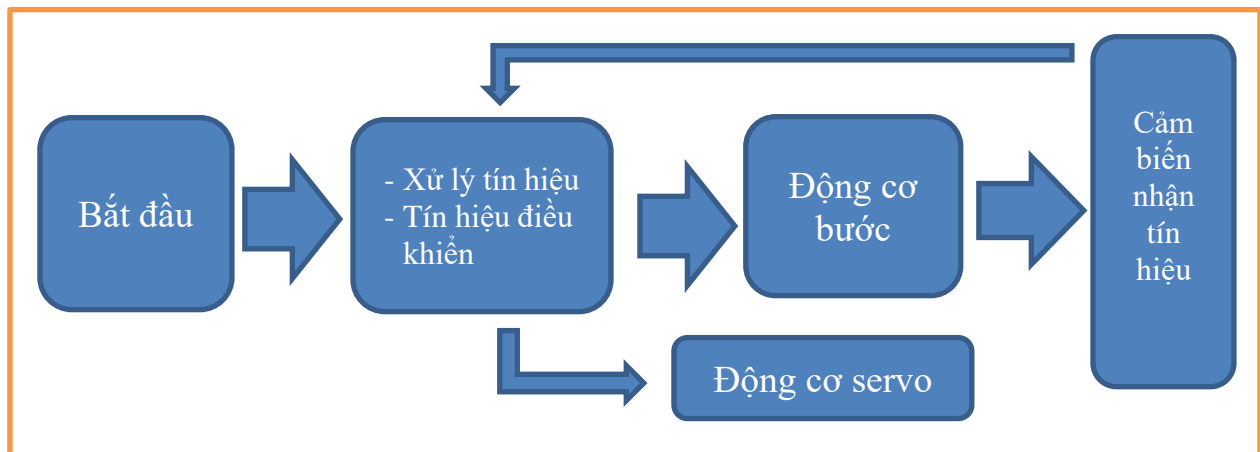 Bắt đầu
- Xử lý tín hiệu
- Tín hiệu điều
khiển
Động cơ
bước
Cảm
biến
nhận
tín
hiệu
Động cơ servo